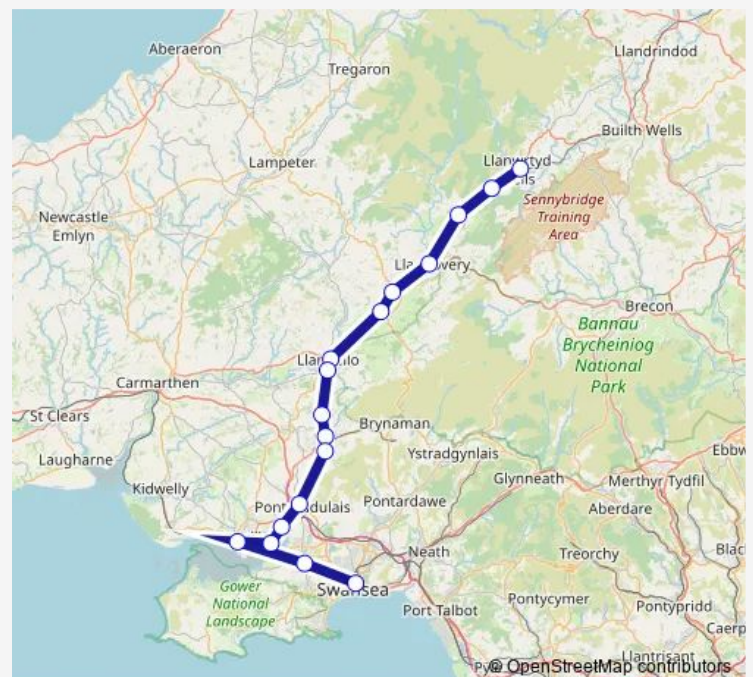 Aberaeron
Tregaron
Llandrindod
Builth Wells
Lampeter
Newcastle
Emlyn
Sennybridge
Training
Area
Brecon
Bannau
Brycheiniog
National
Park
Carmarthen
St Clears
Brynaman
Laugharne
Ystradgynlais
Kidwelly
Glynneath
Merthyr Tydfil
Pontardawe
Aberdare
Neath
Treorchy
Gower
National
Landscape
Swansea
Port Talbot
Pontycymer
Pontypridd
Llantrisant
© OpenStreetMap contributors